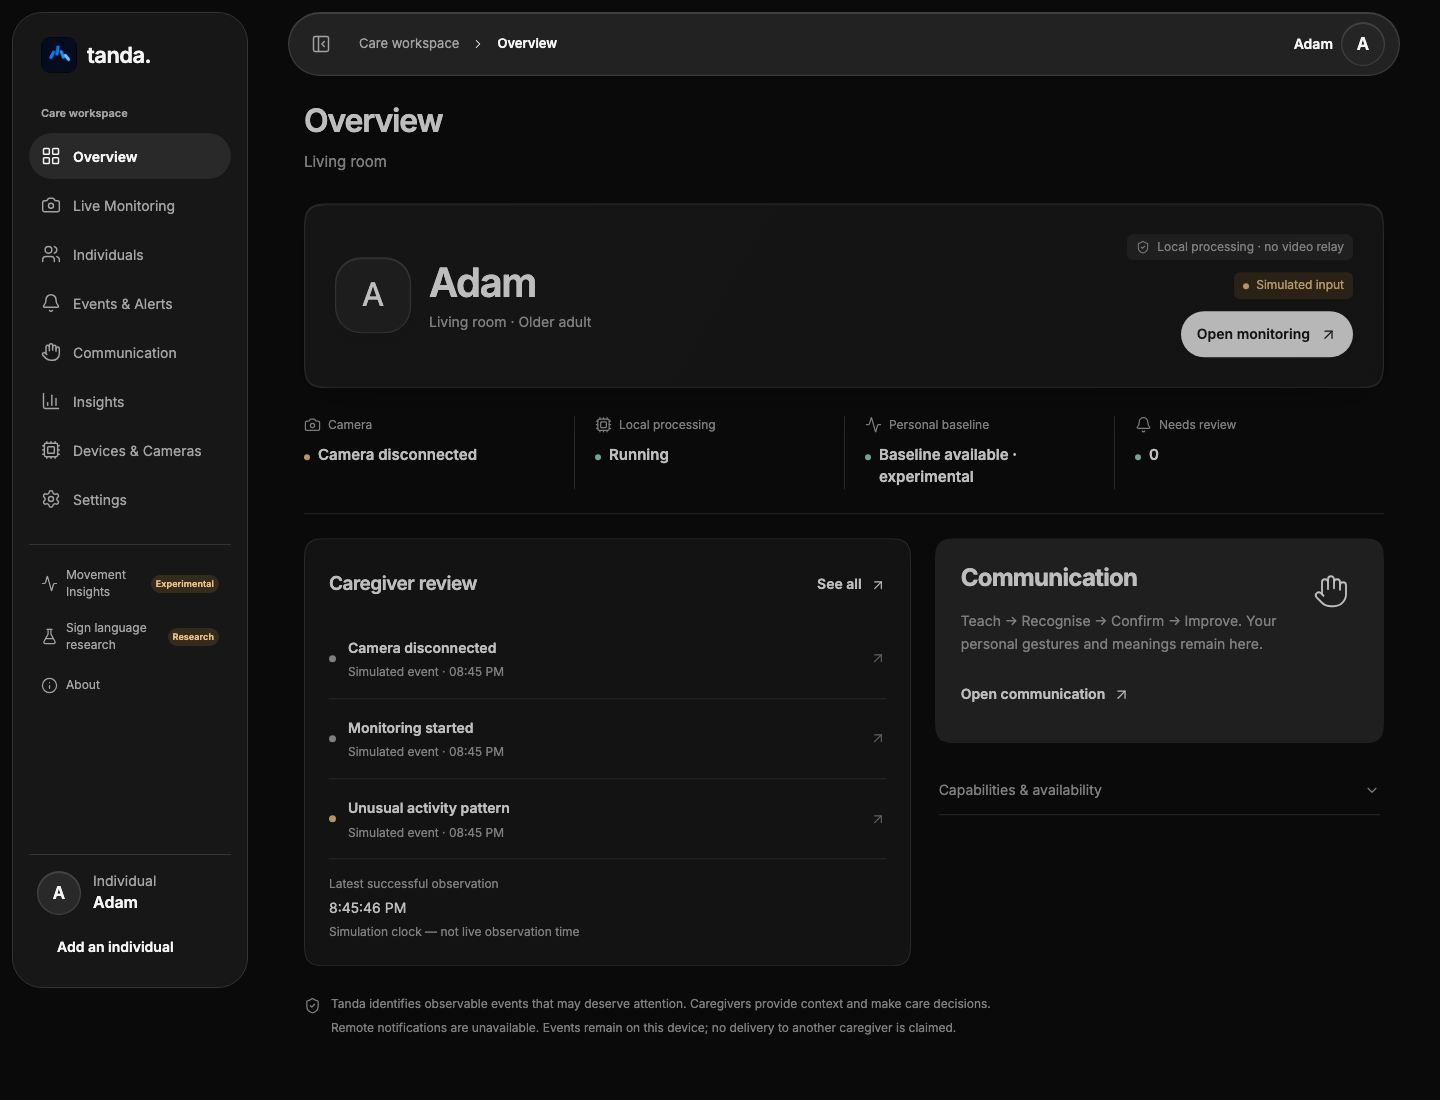 tanda.
Care workspace
Overview
Live Monitoring
Individuals
Events & Alerts
Communication
Insights
Devices & Cameras
Settings
Movement
Insights
Experimental
Sign language
research
Research
About
A
Individual
Adam
Add an individual
Care workspace
Overview
Adam
A
Overview
Living room
A
Adam
Living room · Older adult
Local processing · no video relay
Simulated input
Open monitoring
Camera
Camera disconnected
Local processing
Running
Personal baseline
Baseline available ·
experimental
Needs review
0
Caregiver review
See all
Camera disconnected
Simulated event · 08:45 PM
Monitoring started
Simulated event · 08:45 PM
Unusual activity pattern
Simulated event · 08:45 PM
Latest successful observation
8:45:46 PM
Simulation clock — not live observation time
Communication
Teach → Recognise → Confirm → Improve. Your
personal gestures and meanings remain here.
Open communication
Capabilities & availability
Tanda identifies observable events that may deserve attention. Caregivers provide context and make care decisions.
Remote notifications are unavailable. Events remain on this device; no delivery to another caregiver is claimed.